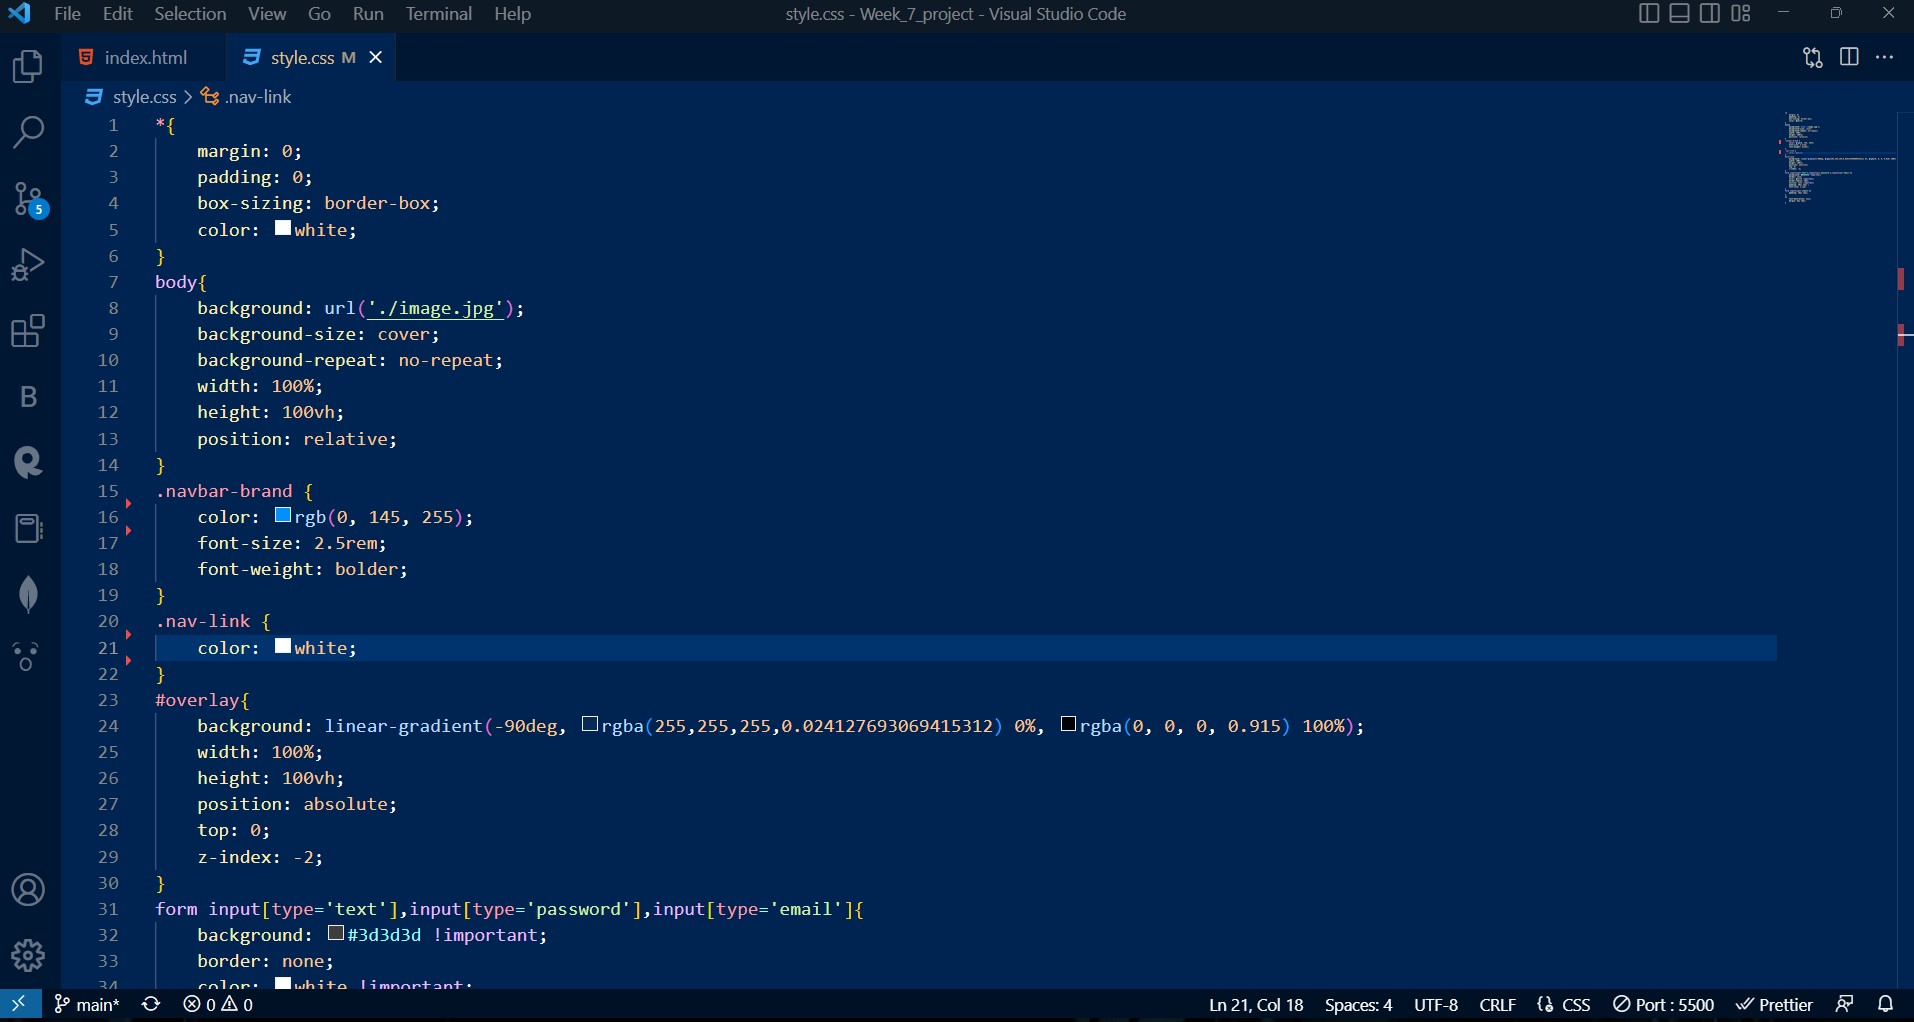 File Edit Selection View Go Run Terminal Help style.css - Week_7_project - Visual Studio Code
index.html style.css M
style.css > .nav-link
1 *{
2 margin: 0;
3 padding: 0;
4 box-sizing: border-box;
5 color: white;
6 }
7 body{
8 background: url('./image.jpg');
9 background-size: cover;
10 background-repeat: no-repeat;
11 width: 100%;
12 height: 100vh;
13 position: relative;
14 }
15 .navbar-brand {
16 color: rgb(0, 145, 255);
17 font-size: 2.5rem;
18 font-weight: bolder;
19 }
20 .nav-link {
21 color: white;
22 }
23 #overlay{
24 background: linear-gradient(-90deg, rgba(255,255,255,0.024127693069415312) 0%, rgba(0, 0, 0, 0.915) 100%);
25 width: 100%;
26 height: 100vh;
27 position: absolute;
28 top: 0;
29 z-index: -2;
30 }
31 form input[type='text'],input[type='password'],input[type='email']{
32 background: #3d3d3d !important;
33 border: none;
34 color: white !important;
5
B
main* 0 0 Ln 21, Col 18 Spaces: 4 UTF-8 CRLF CSS Port : 5500 Prettier